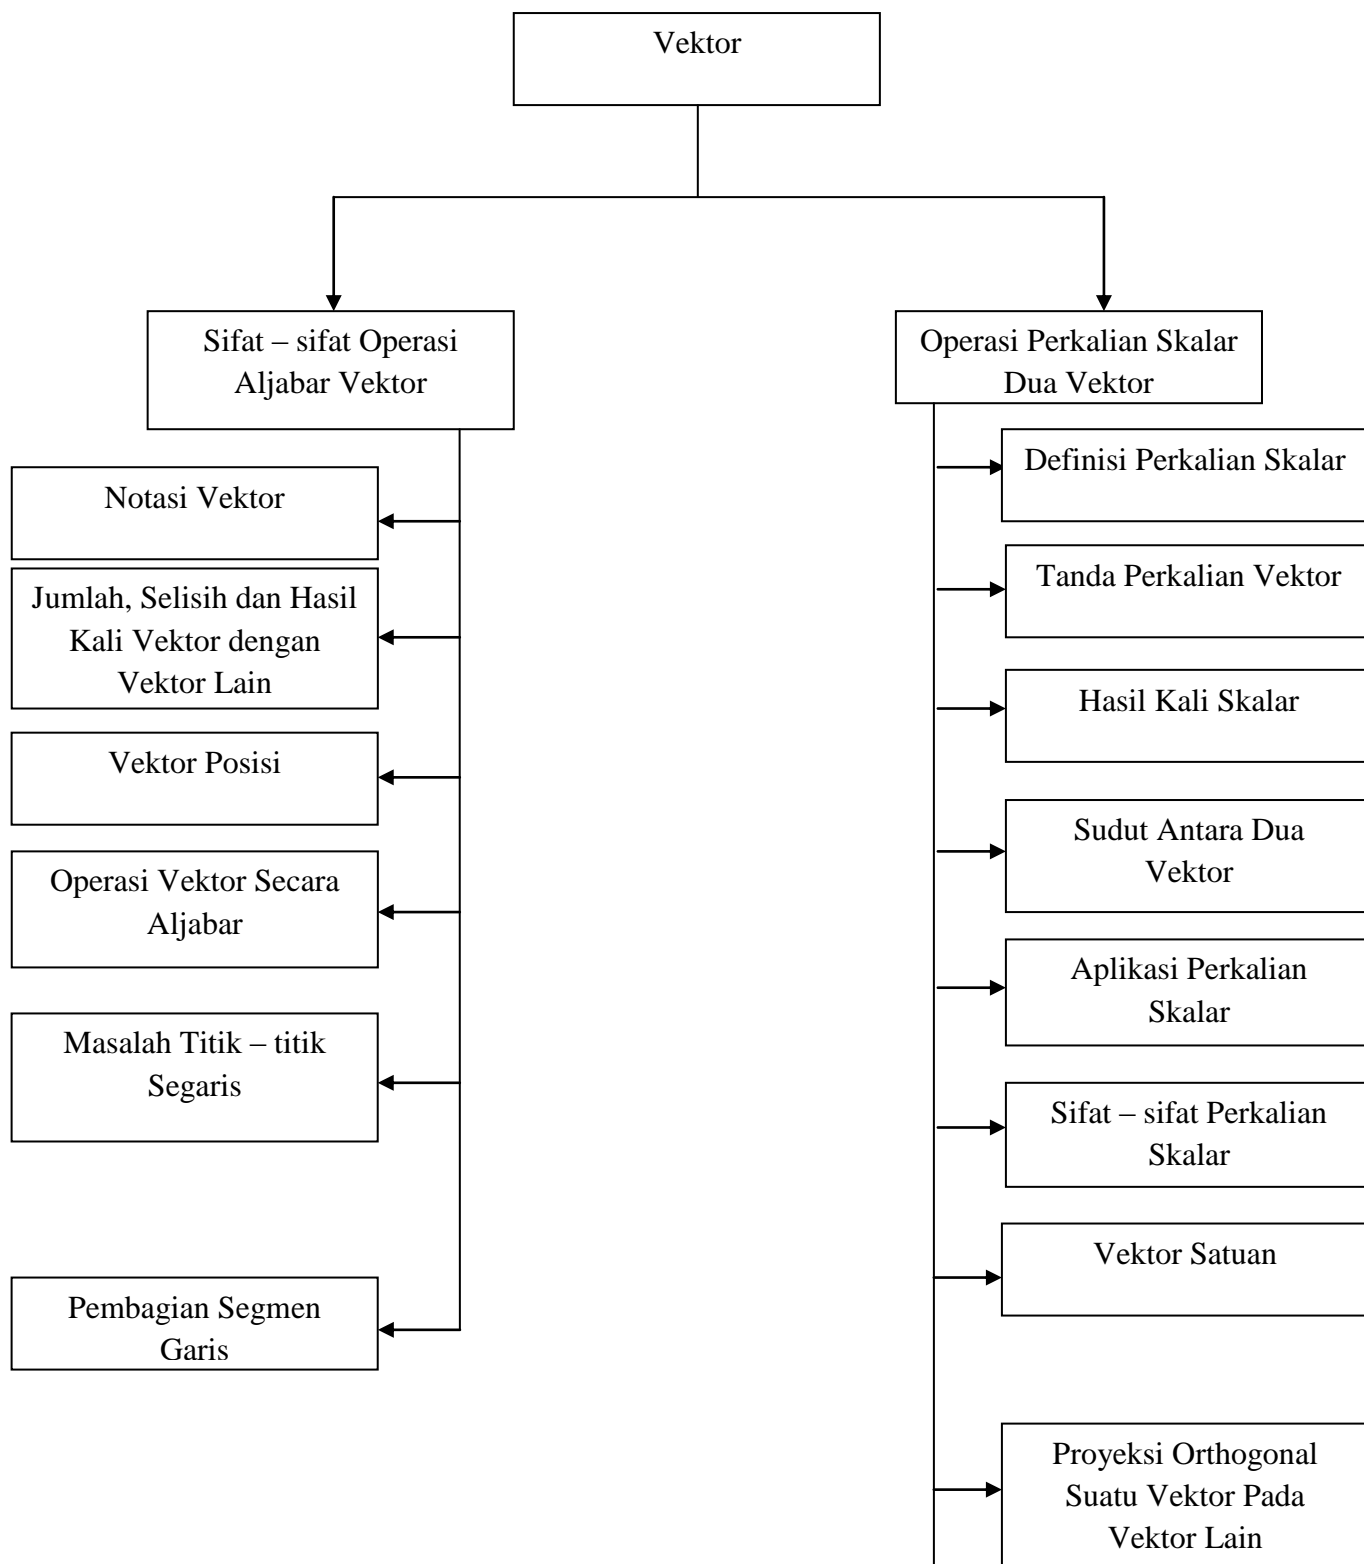 Vektor
Sifat – sifat Operasi
Aljabar Vektor
Notasi Vektor
Jumlah, Selisih dan Hasil
Kali Vektor dengan
Vektor Lain
Vektor Posisi
Operasi Vektor Secara
Aljabar
Masalah Titik – titik
Segaris
Pembagian Segmen
Garis
Operasi Perkalian Skalar
Dua Vektor
Definisi Perkalian Skalar
Tanda Perkalian Vektor
Hasil Kali Skalar
Sudut Antara Dua
Vektor
Aplikasi Perkalian
Skalar
Sifat – sifat Perkalian
Skalar
Vektor Satuan
Proyeksi Orthogonal
Suatu Vektor Pada
Vektor Lain